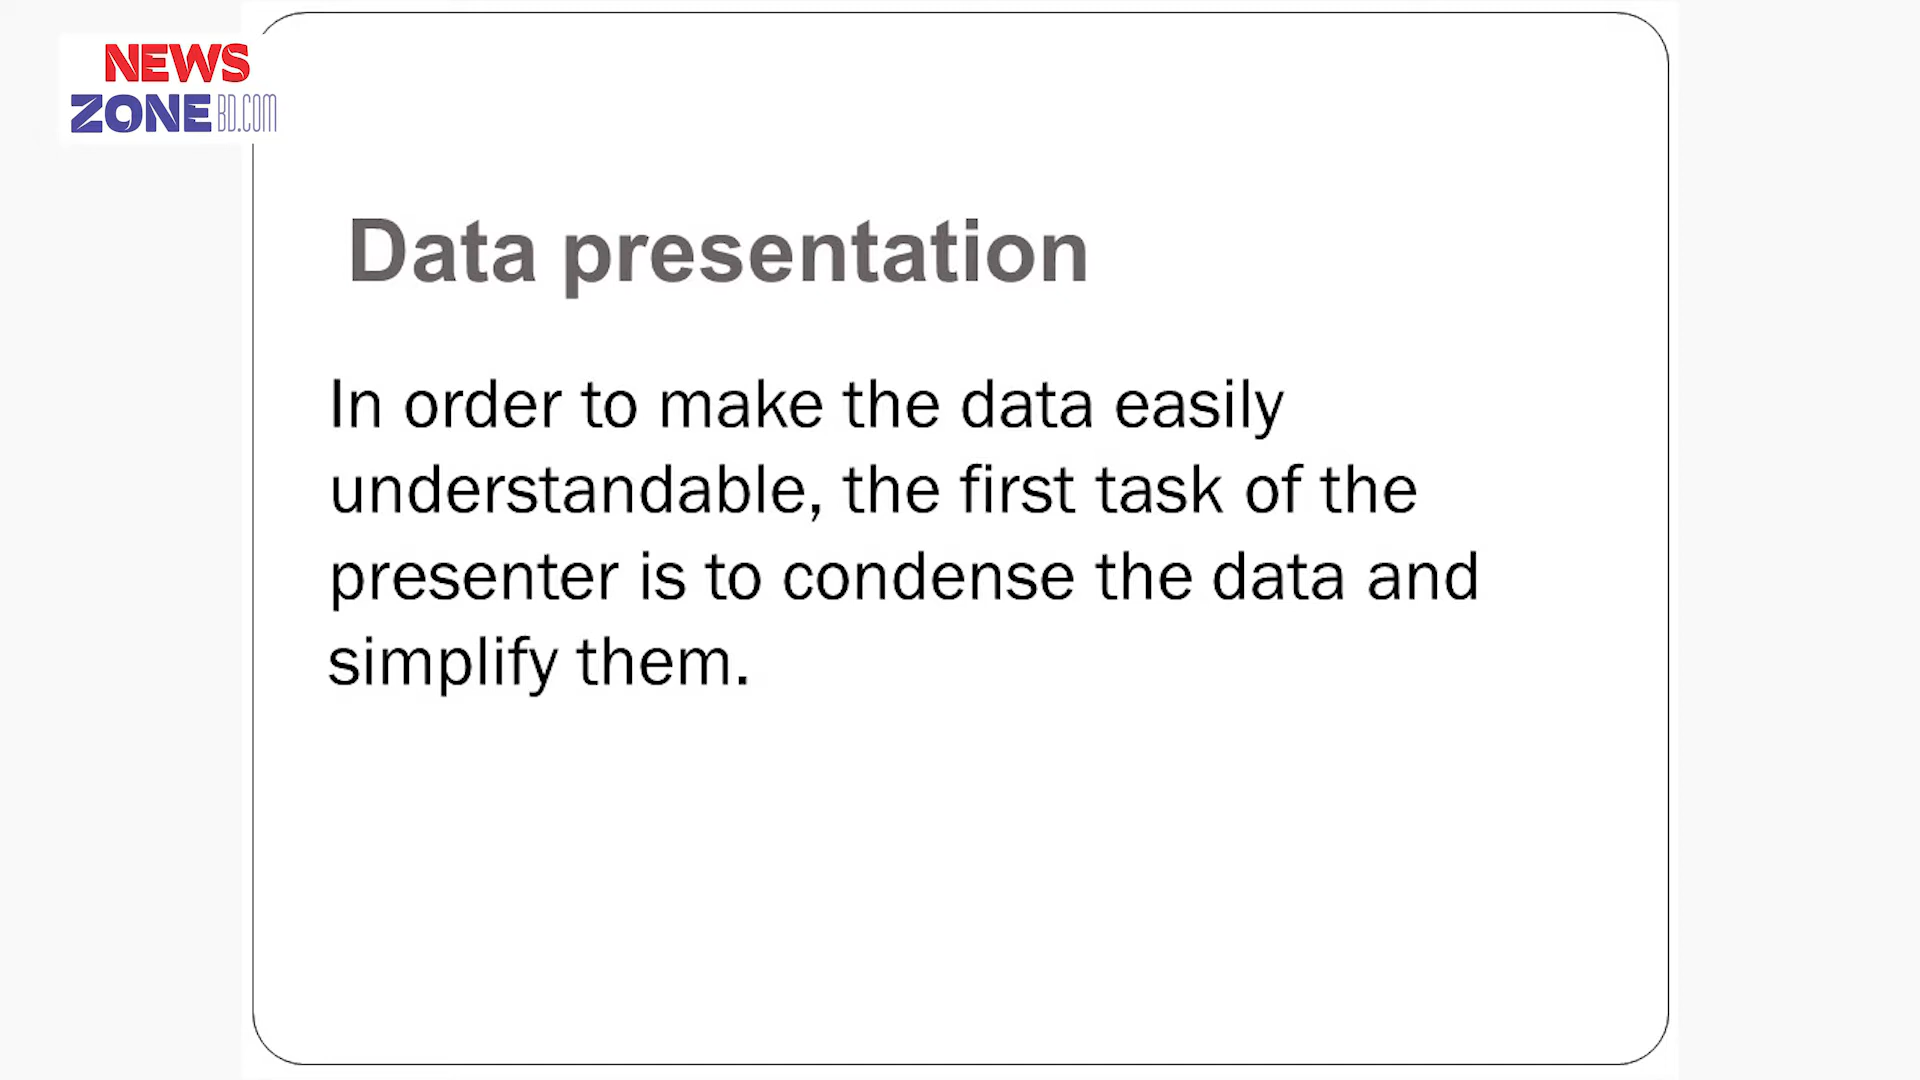 NEWS
ZONE BD.COM
Data presentation
In order to make the data easily
understandable, the first task of the
presenter is to condense the data and
simplify them.